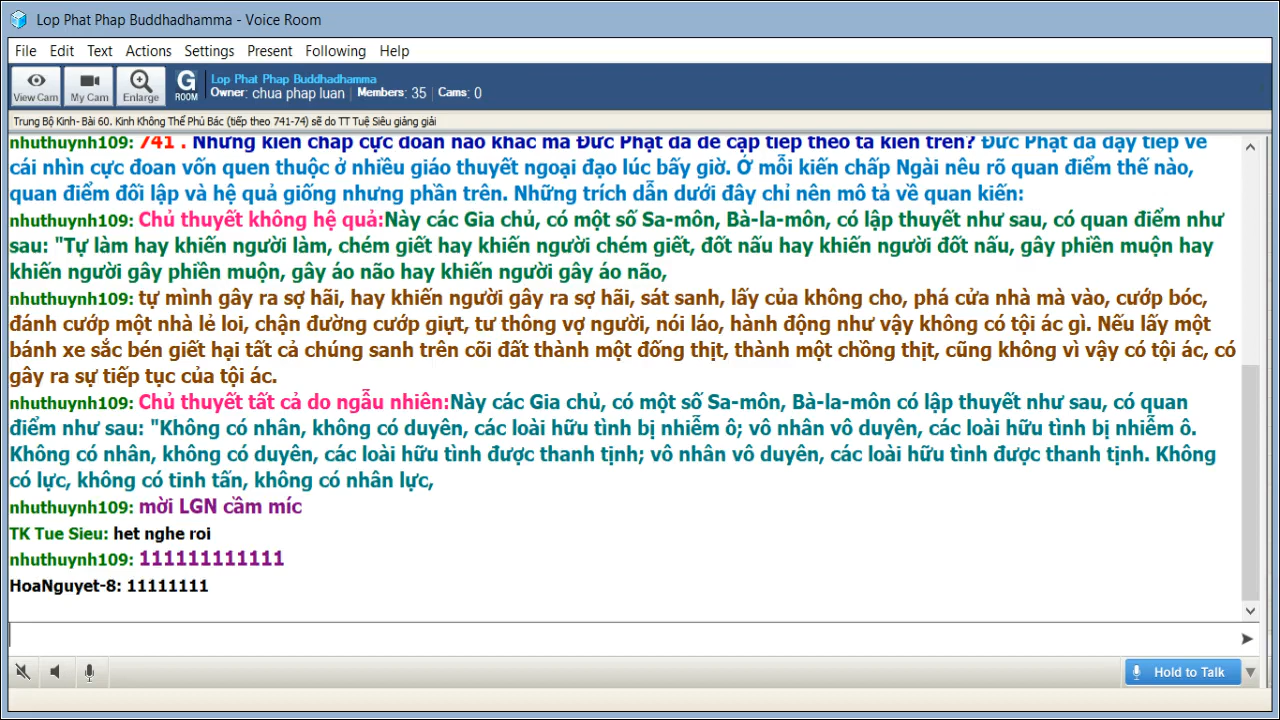 Lop Phat Phap Buddhadhamma - Voice Room
File Edit Text Actions Settings Present Following Help
View Cam My Cam Enlarge G ROOM
Lop Phat Phap Buddhadhamma
Owner: chua phap luan | Members: 35 | Cams: 0
Trung Bộ Kinh- Bài 60. Kinh Không Thể Phủ Bác (tiếp theo 741-74) sẽ do TT Tuệ Siêu giảng giải
nhuthuynh109: 741 . Những kiến chấp cực đoan nào khác mà Đức Phật đã đề cập tiếp theo tà kiến trên? Đức Phật đã dạy tiếp về
cái nhìn cực đoan vốn quen thuộc ở nhiều giáo thuyết ngoại đạo lúc bấy giờ. Ở mỗi kiến chấp Ngài nêu rõ quan điểm thế nào,
quan điểm đối lập và hệ quả giống nhưng phần trên. Những trích dẫn dưới đây chỉ nên mô tả về quan kiến:
nhuthuynh109: Chủ thuyết không hệ quả:Này các Gia chủ, có một số Sa-môn, Bà-la-môn, có lập thuyết như sau, có quan điểm như
sau: "Tự làm hay khiến người làm, chém giết hay khiến người chém giết, đốt nấu hay khiến người đốt nấu, gây phiền muộn hay
khiến người gây phiền muộn, gây áo não hay khiến người gây áo não,
nhuthuynh109: tự mình gây ra sợ hãi, hay khiến người gây ra sợ hãi, sát sanh, lấy của không cho, phá cửa nhà mà vào, cướp bóc,
đánh cướp một nhà lẻ loi, chận đường cướp giựt, tư thông vợ người, nói láo, hành động như vậy không có tội ác gì. Nếu lấy một
bánh xe sắc bén giết hại tất cả chúng sanh trên cõi đất thành một đống thịt, thành một chồng thịt, cũng không vì vậy có tội ác, có
gây ra sự tiếp tục của tội ác.
nhuthuynh109: Chủ thuyết tất cả do ngẫu nhiên:Này các Gia chủ, có một số Sa-môn, Bà-la-môn có lập thuyết như sau, có quan
điểm như sau: "Không có nhân, không có duyên, các loài hữu tình bị nhiễm ô; vô nhân vô duyên, các loài hữu tình bị nhiễm ô.
Không có nhân, không có duyên, các loài hữu tình được thanh tịnh; vô nhân vô duyên, các loài hữu tình được thanh tịnh. Không
có lực, không có tinh tấn, không có nhân lực,
nhuthuynh109: mời LGN cầm míc
TK Tue Sieu: het nghe roi
nhuthuynh109: 111111111111
HoaNguyet-8: 11111111
Hold to Talk